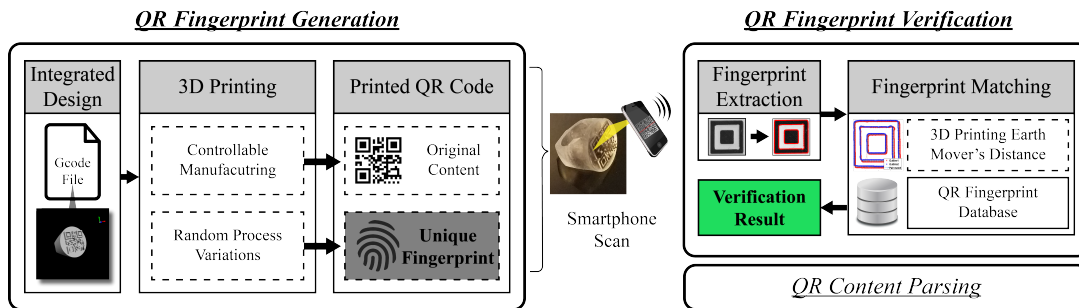 QR Fingerprint Generation
Integrated
Design
Gcode
File
3D Printing
Controllable
Manufacutring
Random Process
Variations
Printed QR Code
Original
Content
Unique
Fingerprint
Smartphone
Scan
QR Fingerprint Verification
Fingerprint
Extraction
Fingerprint Matching
3D Printing Earth
Mover's Distance
Verification
Result
QR Fingerprint
Database
QR Content Parsing